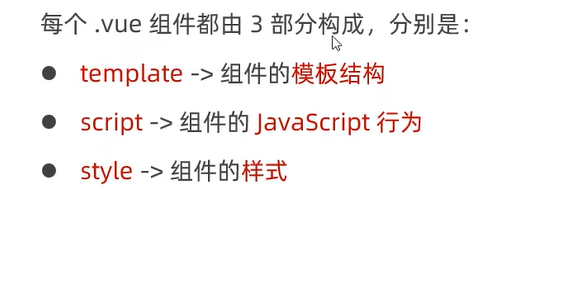 每个 .vue 组件都由 3 部分构成，分别是：
● template -> 组件的模板结构
● script -> 组件的 JavaScript 行为
● style -> 组件的样式